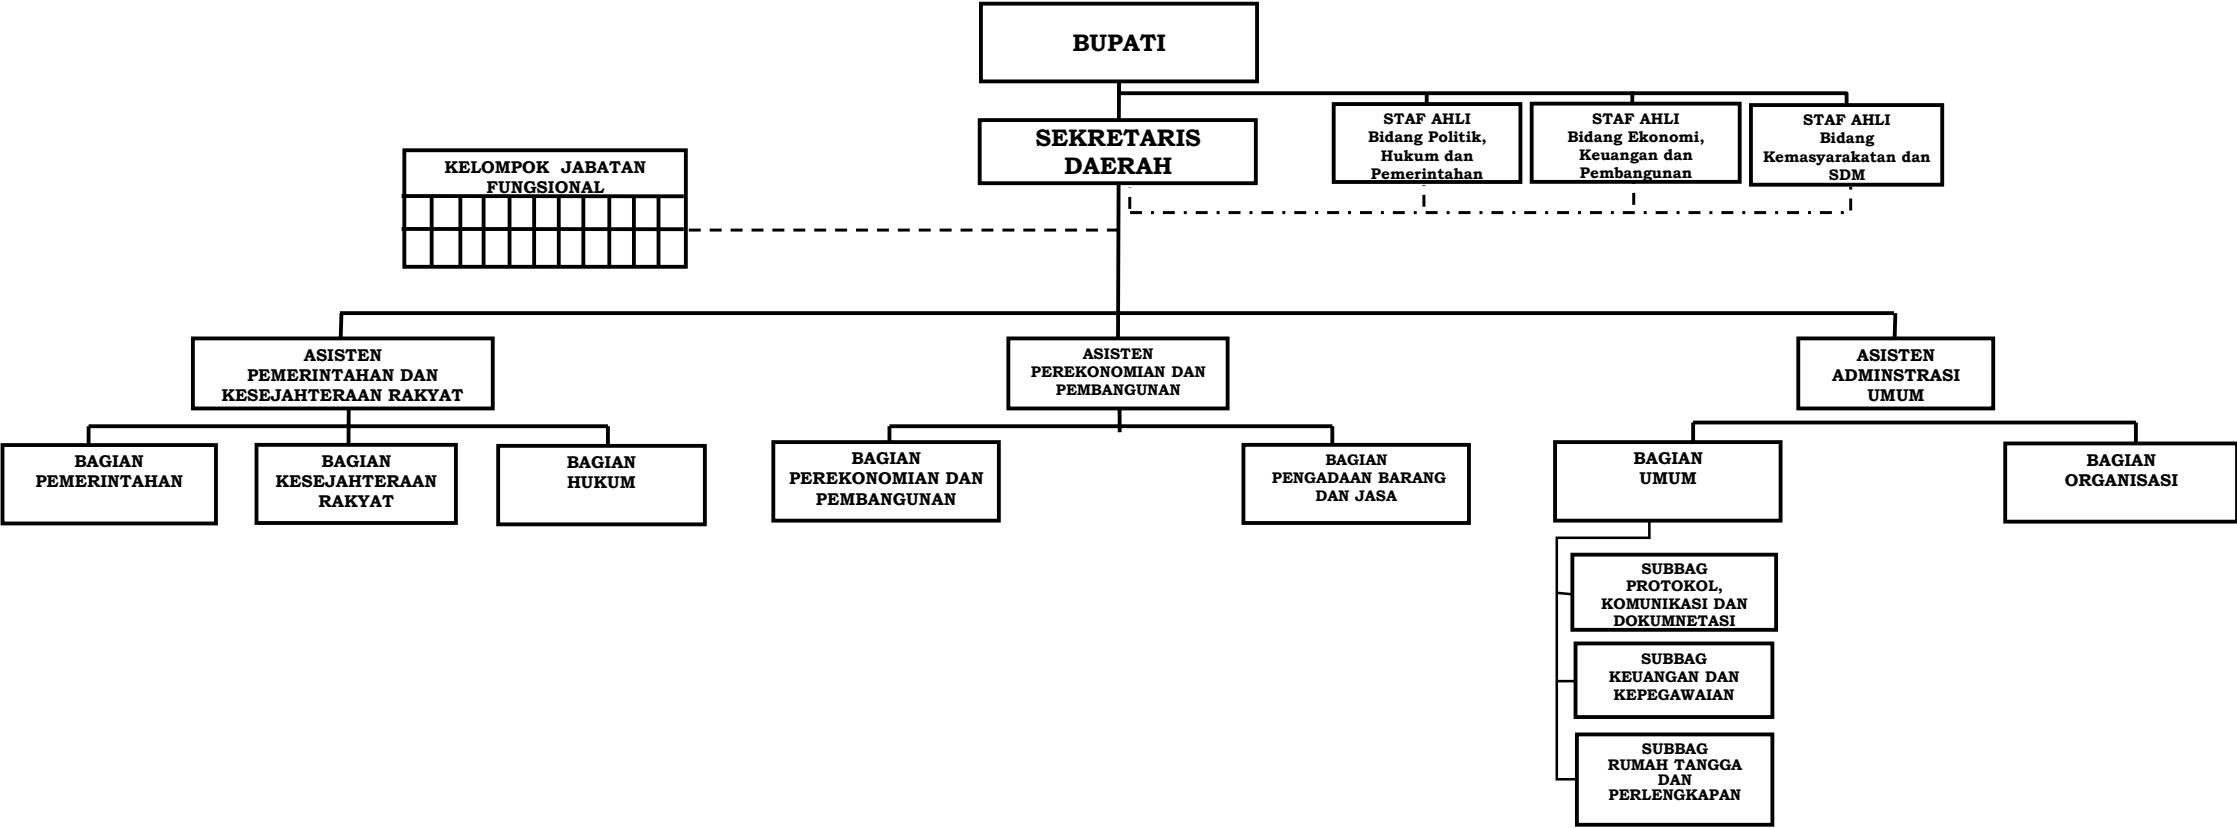 BUPATI
SEKRETARIS
DAERAH
STAF AHLI
Bidang Politik,
Hukum dan
Pemerintahan
STAF AHLI
Bidang Ekonomi,
Keuangan dan
Pembangunan
STAF AHLI
Bidang
Kemasyarakatan dan
SDM
KELOMPOK JABATAN
FUNGSIONAL
ASISTEN
PEMERINTAHAN DAN
KESEJAHTERAAN RAKYAT
ASISTEN
PEREKONOMIAN DAN
PEMBANGUNAN
ASISTEN
ADMINSTRASI
UMUM
BAGIAN
PEMERINTAHAN
BAGIAN
KESEJAHTERAAN
RAKYAT
BAGIAN
HUKUM
BAGIAN
PEREKONOMIAN DAN
PEMBANGUNAN
BAGIAN
PENGADAAN BARANG
DAN JASA
BAGIAN
UMUM
BAGIAN
ORGANISASI
SUBBAG
PROTOKOL,
KOMUNIKASI DAN
DOKUMNETASI
SUBBAG
KEUANGAN DAN
KEPEGAWAIAN
SUBBAG
RUMAH TANGGA
DAN
PERLENGKAPAN